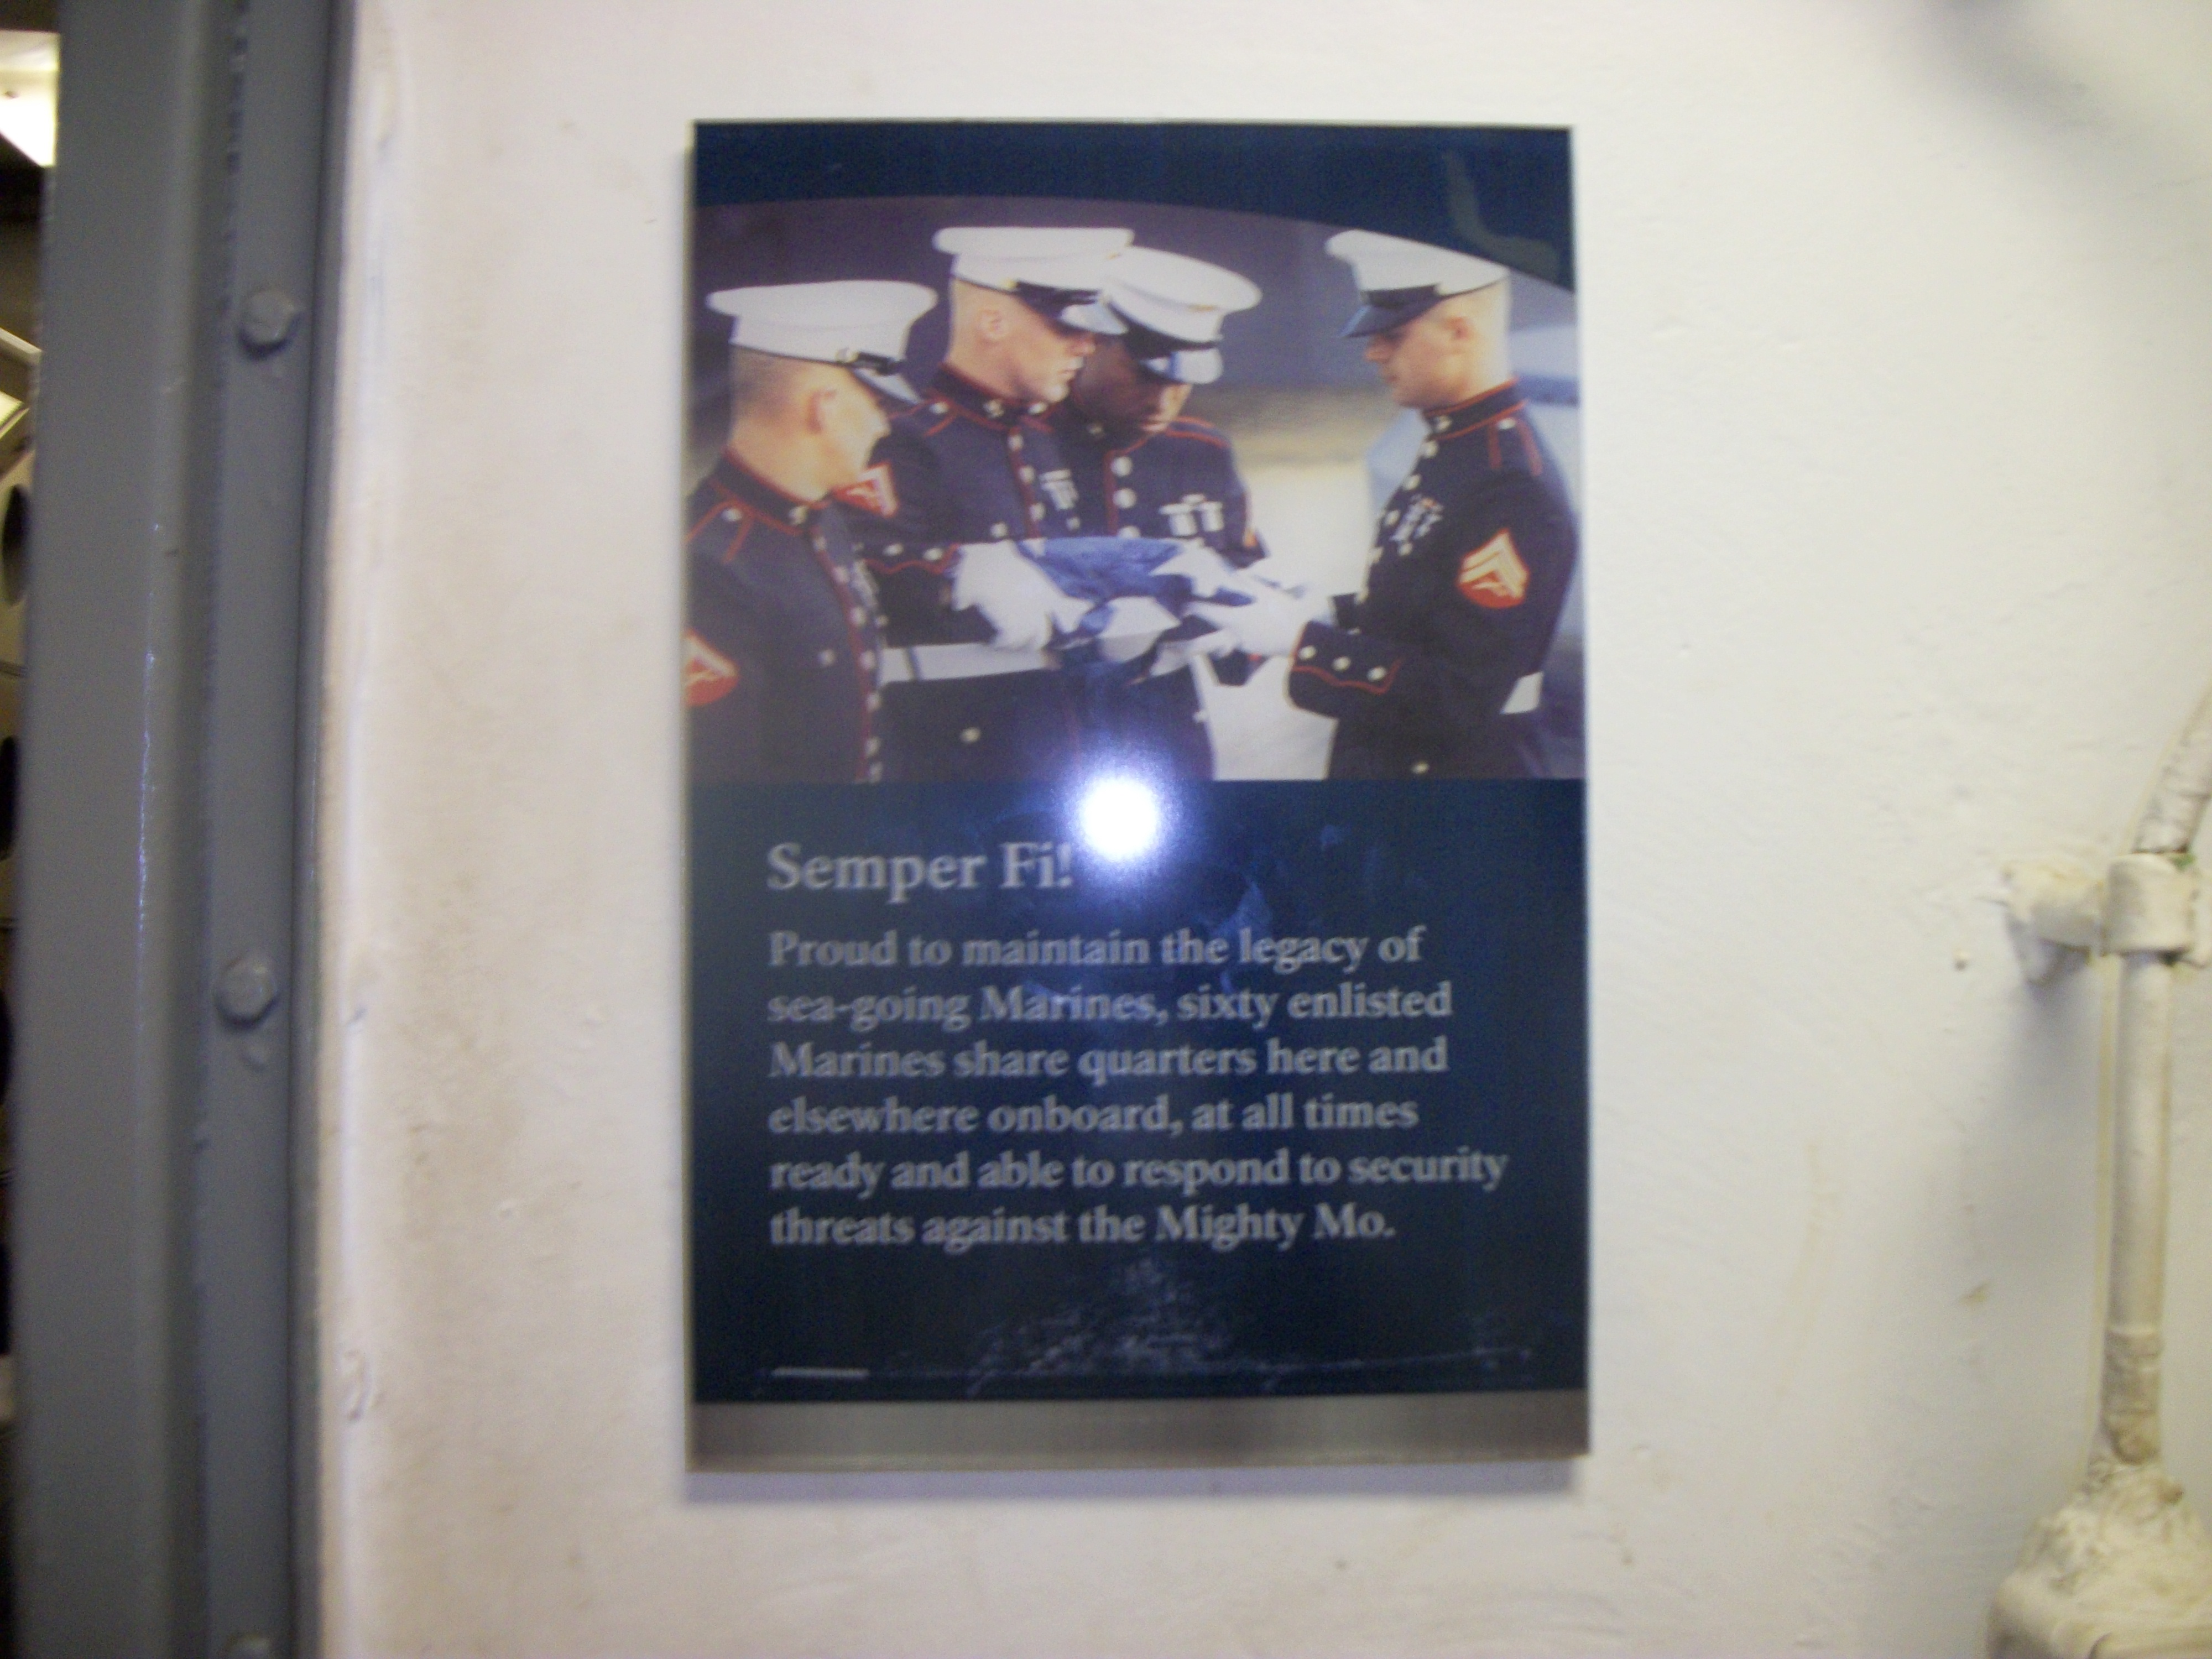 Semper Fi!
Proud to maintain the legacy of
sea-going Marines, sixty enlisted
Marines share quarters here and
elsewhere onboard, at all times
ready and able to respond to security
threats against the Mighty Mo.